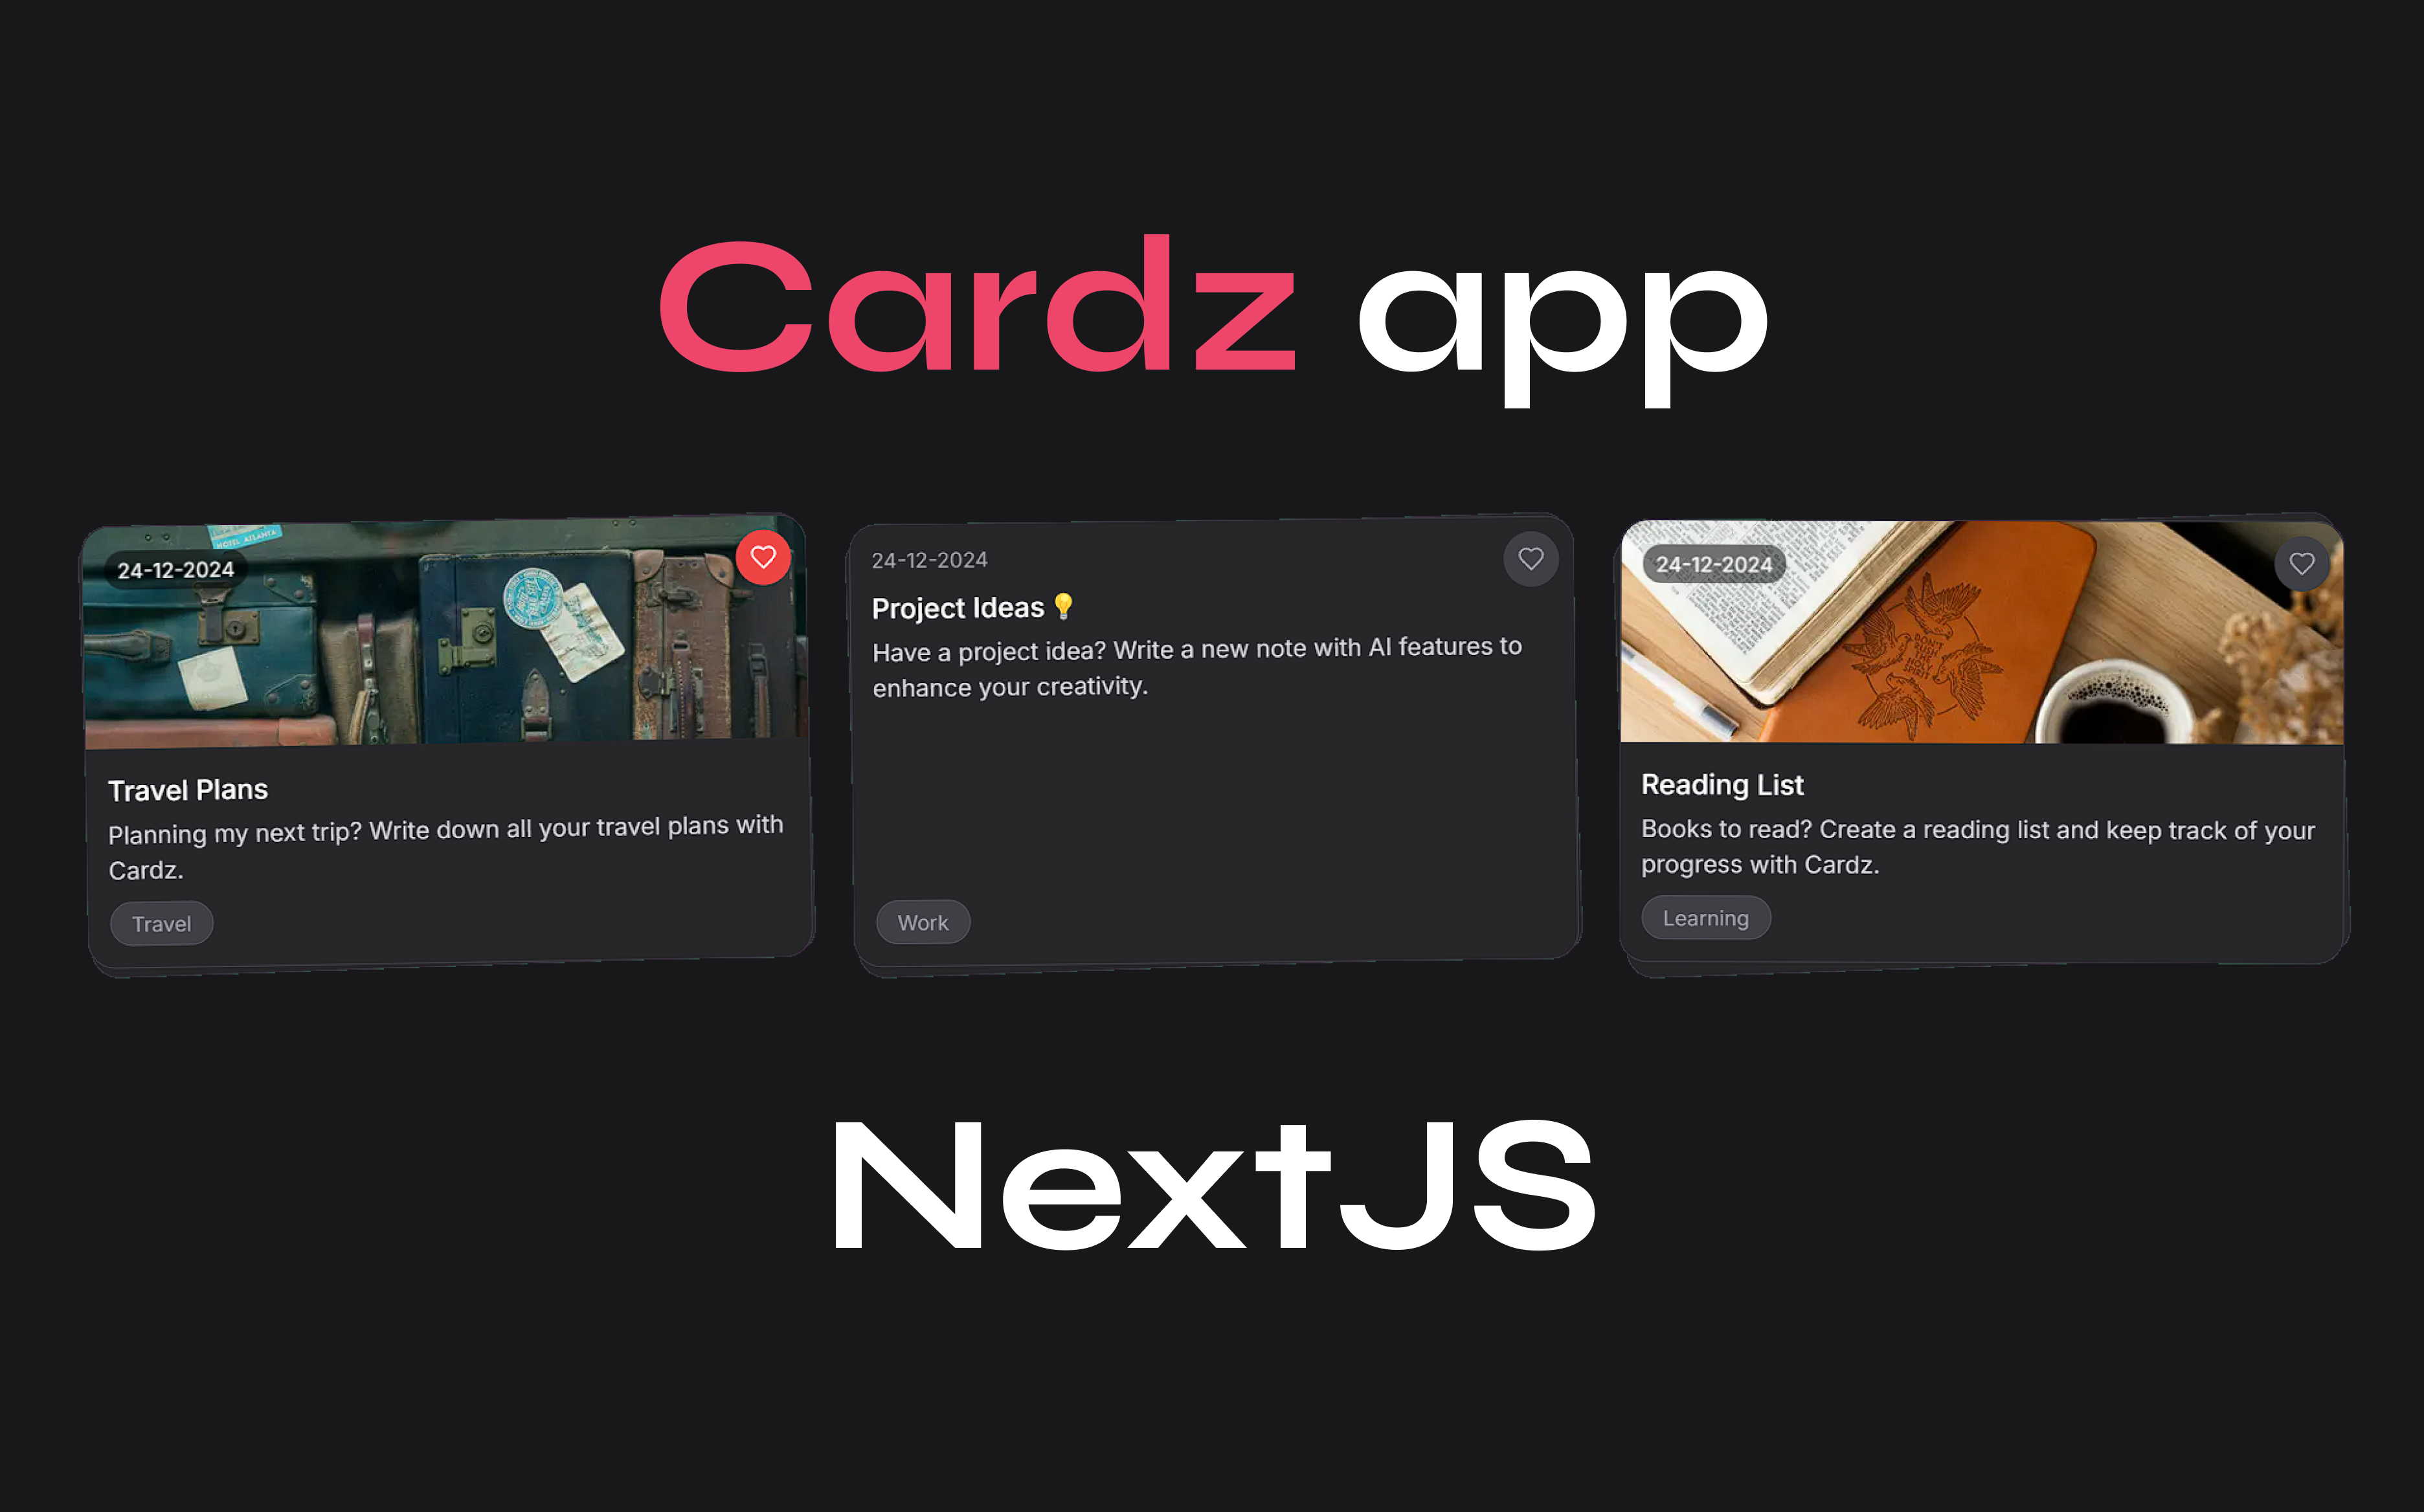 Cardz app
24-12-2024
Travel Plans
Planning my next trip? Write down all your travel plans with
Cardz.
Travel
24-12-2024
Project Ideas 💡
Have a project idea? Write a new note with AI features to
enhance your creativity.
Work
24-12-2024
Reading List
Books to read? Create a reading list and keep track of your
progress with Cardz.
Learning
NextJS